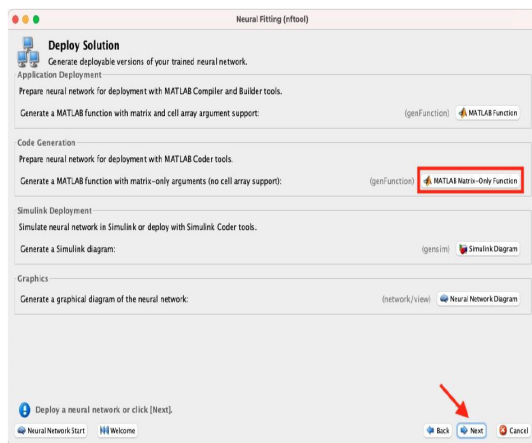 Neural Fitting (nftool)
Deploy Solution
Generate deployable versions of your trained neural network.
Application Deployment
Prepare neural network for deployment with MATLAB Compiler and Builder tools.
Generate a MATLAB function with matrix and cell array argument support: (genFunction) MATLAB Function
Code Generation
Prepare neural network for deployment with MATLAB Coder tools.
Generate a MATLAB function with matrix-only arguments (no cell array support): (genFunction) MATLAB Matrix-Only Function
Simulink Deployment
Simulate neural network in Simulink or deploy with Simulink Coder tools.
Generate a Simulink diagram: (gensim) Simulink Diagram
Graphics
Generate a graphical diagram of the neural network: (network/view) Neural Network Diagram
Deploy a neural network or click [Next].
Neural Network Start Welcome Back Next Cancel